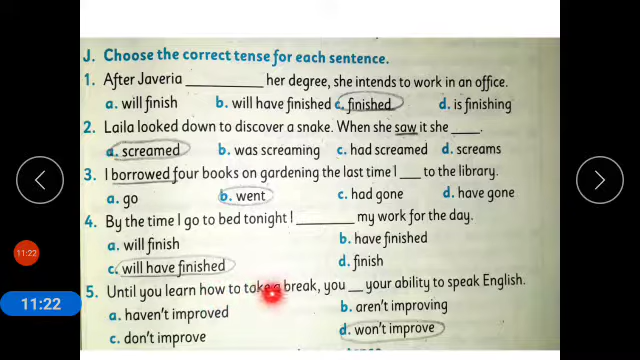 J. Choose the correct tense for each sentence.
1. After Javeria __________ her degree, she intends to work in an office.
a. will finish b. will have finished c. finished d. is finishing
2. Laila looked down to discover a snake. When she saw it she ____.
a. screamed b. was screaming c. had screamed d. screams
3. I borrowed four books on gardening the last time I ___ to the library.
a. go b. went c. had gone d. have gone
4. By the time I go to bed tonight I ________ my work for the day.
a. will finish b. have finished
c. will have finished d. finish
5. Until you learn how to take a break, you __ your ability to speak English.
a. haven't improved b. aren't improving
c. don't improve d. won't improve
11:22
11:22